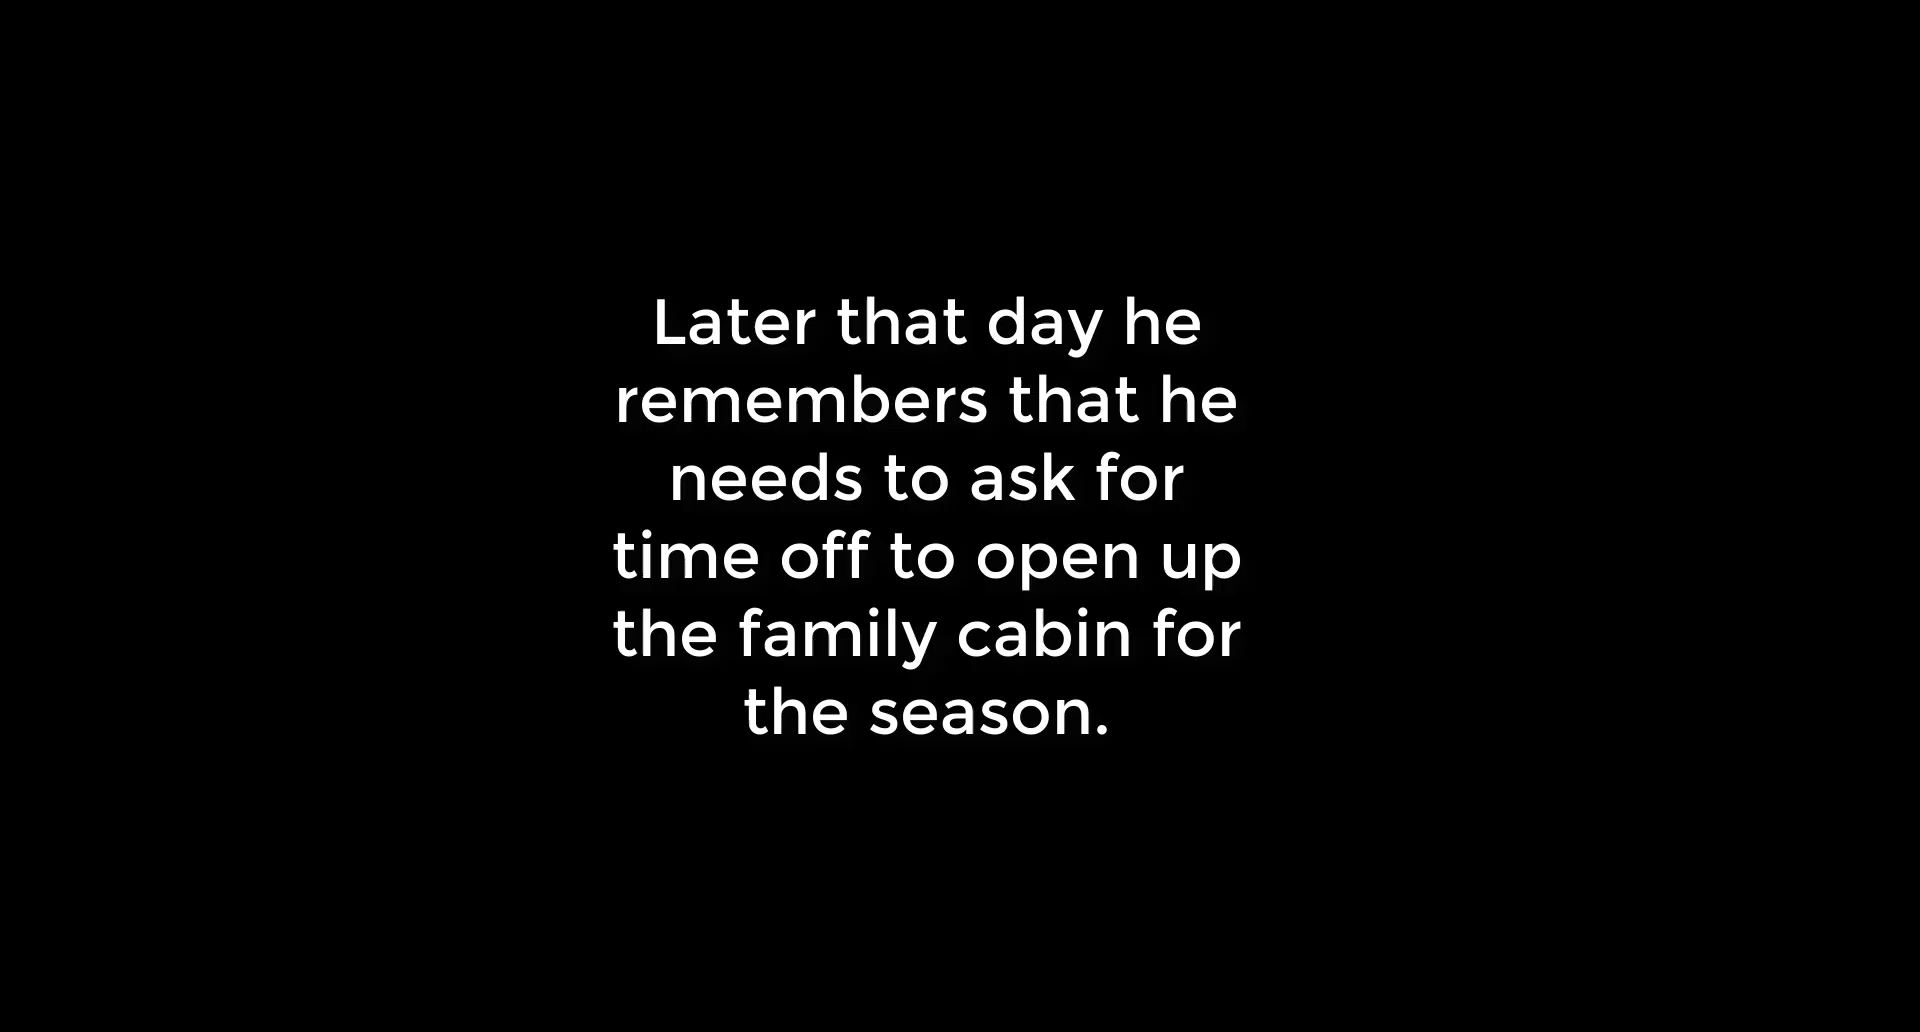 Later that day he
remembers that he
needs to ask for
time off to open up
the family cabin for
the season.